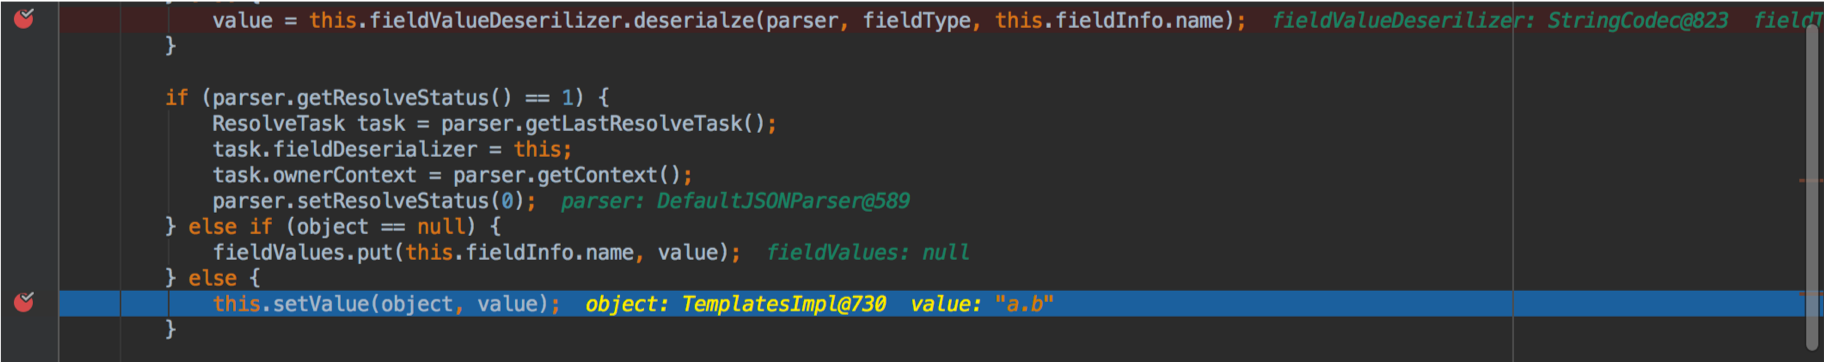 value = this.fieldValueDeserilizer.deserialze(parser, fieldType, this.fieldInfo.name);  fieldValueDeserilizer: StringCodec@823  fieldT
}
if (parser.getResolveStatus() == 1) {
ResolveTask task = parser.getLastResolveTask();
task.fieldDeserializer = this;
task.ownerContext = parser.getContext();
parser.setResolveStatus(0);  parser: DefaultJSONParser@589
} else if (object == null) {
fieldValues.put(this.fieldInfo.name, value);  fieldValues: null
} else {
this.setValue(object, value);  object: TemplatesImpl@730  value: "a.b"
}